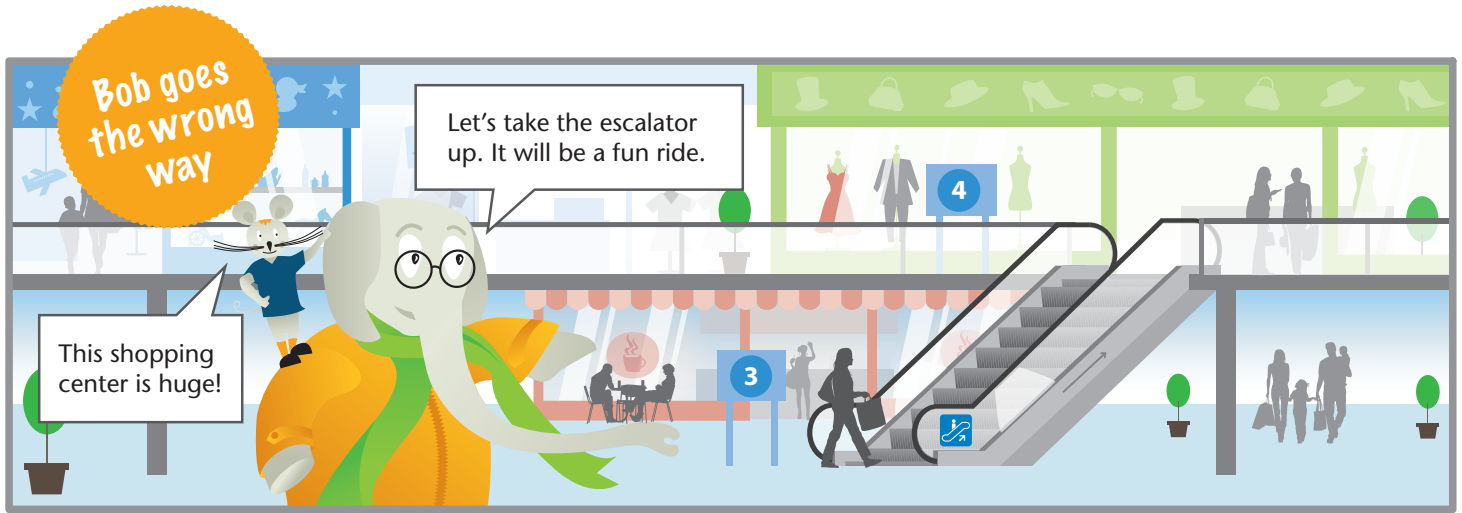 Bob goes
the wrong
way
Let's take the escalator
up. It will be a fun ride.
This shopping
center is huge!
4
3